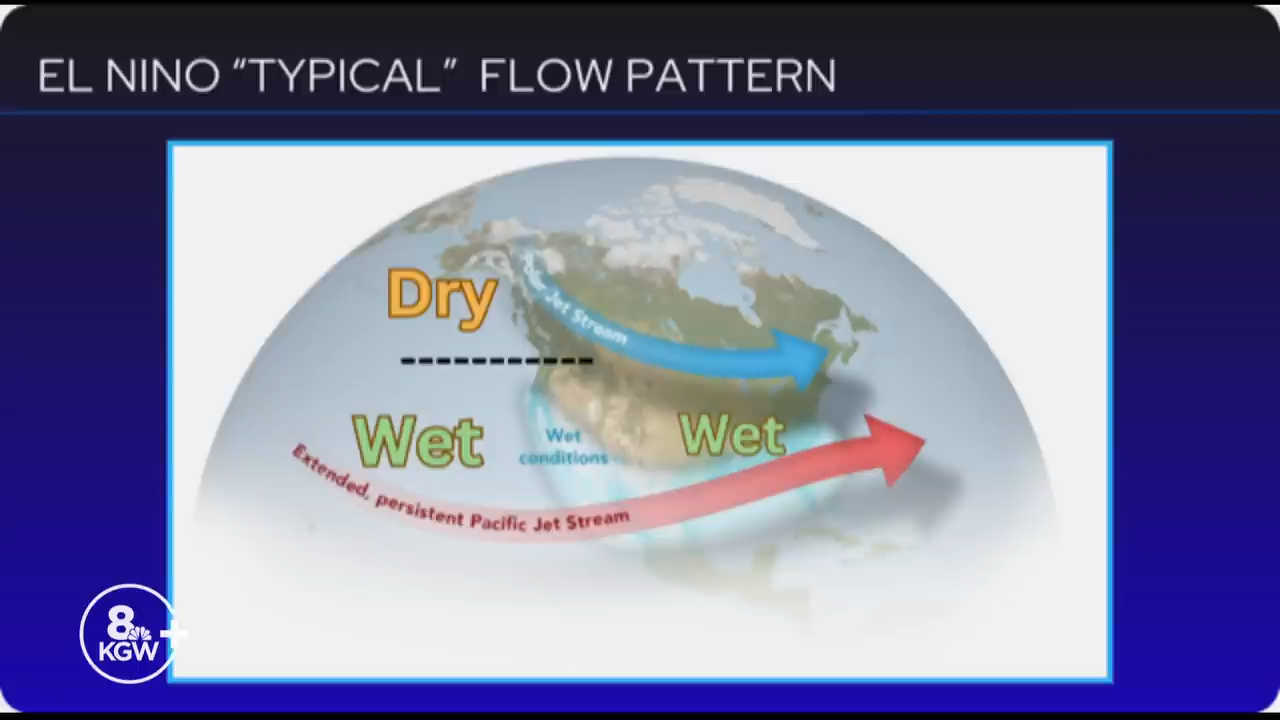 EL NINO “TYPICAL” FLOW PATTERN
Dry
Jet Stream
Wet
Wet
conditions
Wet
Extended, persistent Pacific Jet Stream
8
KGW
+